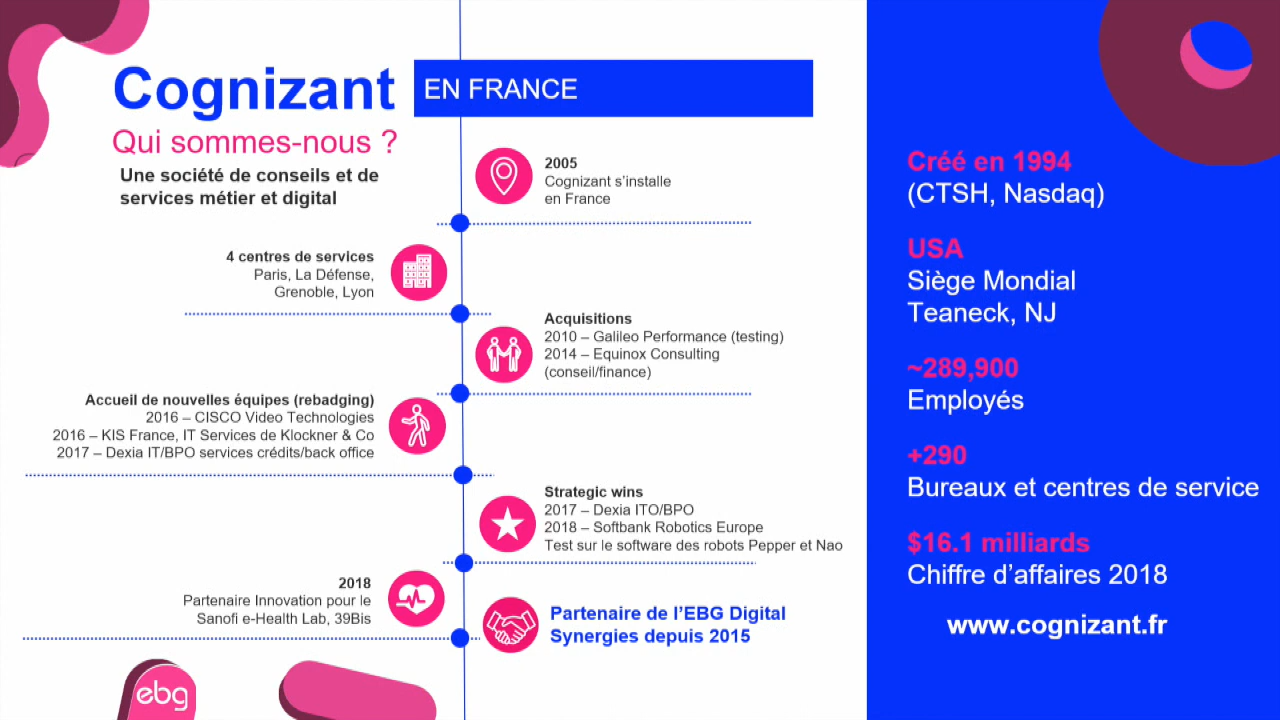 Cognizant
EN FRANCE
Qui sommes-nous ?
Une société de conseils et de
services métier et digital
2005
Cognizant s’installe
en France
4 centres de services
Paris, La Défense,
Grenoble, Lyon
Acquisitions
2010 – Galileo Performance (testing)
2014 – Equinox Consulting
(conseil/finance)
Accueil de nouvelles équipes (rebadging)
2016 – CISCO Video Technologies
2016 – KIS France, IT Services de Klockner & Co
2017 – Dexia IT/BPO services crédits/back office
Strategic wins
2017 – Dexia ITO/BPO
2018 – Softbank Robotics Europe
Test sur le software des robots Pepper et Nao
2018
Partenaire Innovation pour le
Sanofi e-Health Lab, 39Bis
Partenaire de l’EBG Digital
Synergies depuis 2015
ebg
Créé en 1994
(CTSH, Nasdaq)
USA
Siège Mondial
Teaneck, NJ
~289,900
Employés
+290
Bureaux et centres de service
$16.1 milliards
Chiffre d’affaires 2018
www.cognizant.fr